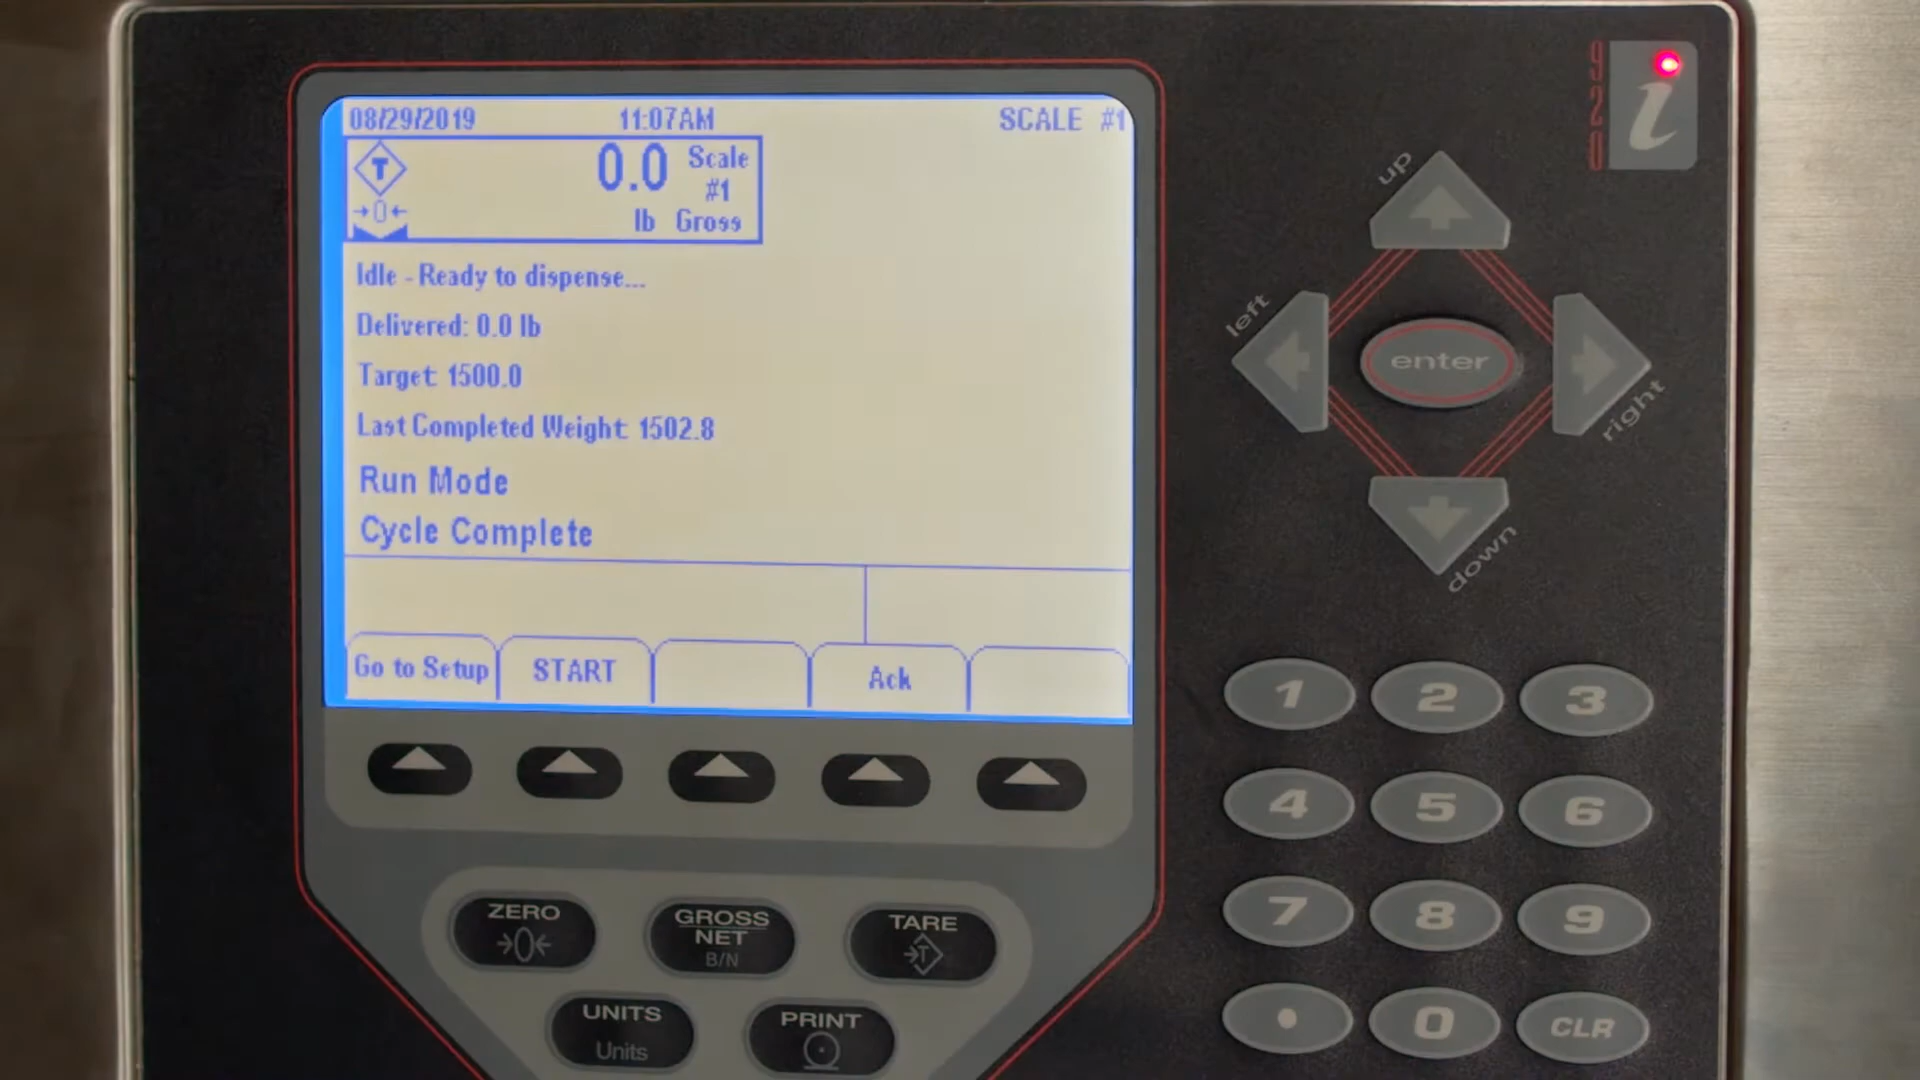 08/29/2019 11:07AM SCALE #1
T 0.0 Scale #1
→0← lb Gross
Idle - Ready to dispense...
Delivered: 0.0 lb
Target: 1500.0
Last Completed Weight: 1502.8
Run Mode
Cycle Complete
Go to Setup START Ack
920 i
up
left
enter
right
down
1 2 3
4 5 6
7 8 9
. 0 CLR
ZERO
→0←
GROSS
NET
B/N
TARE
T
UNITS
Units
PRINT